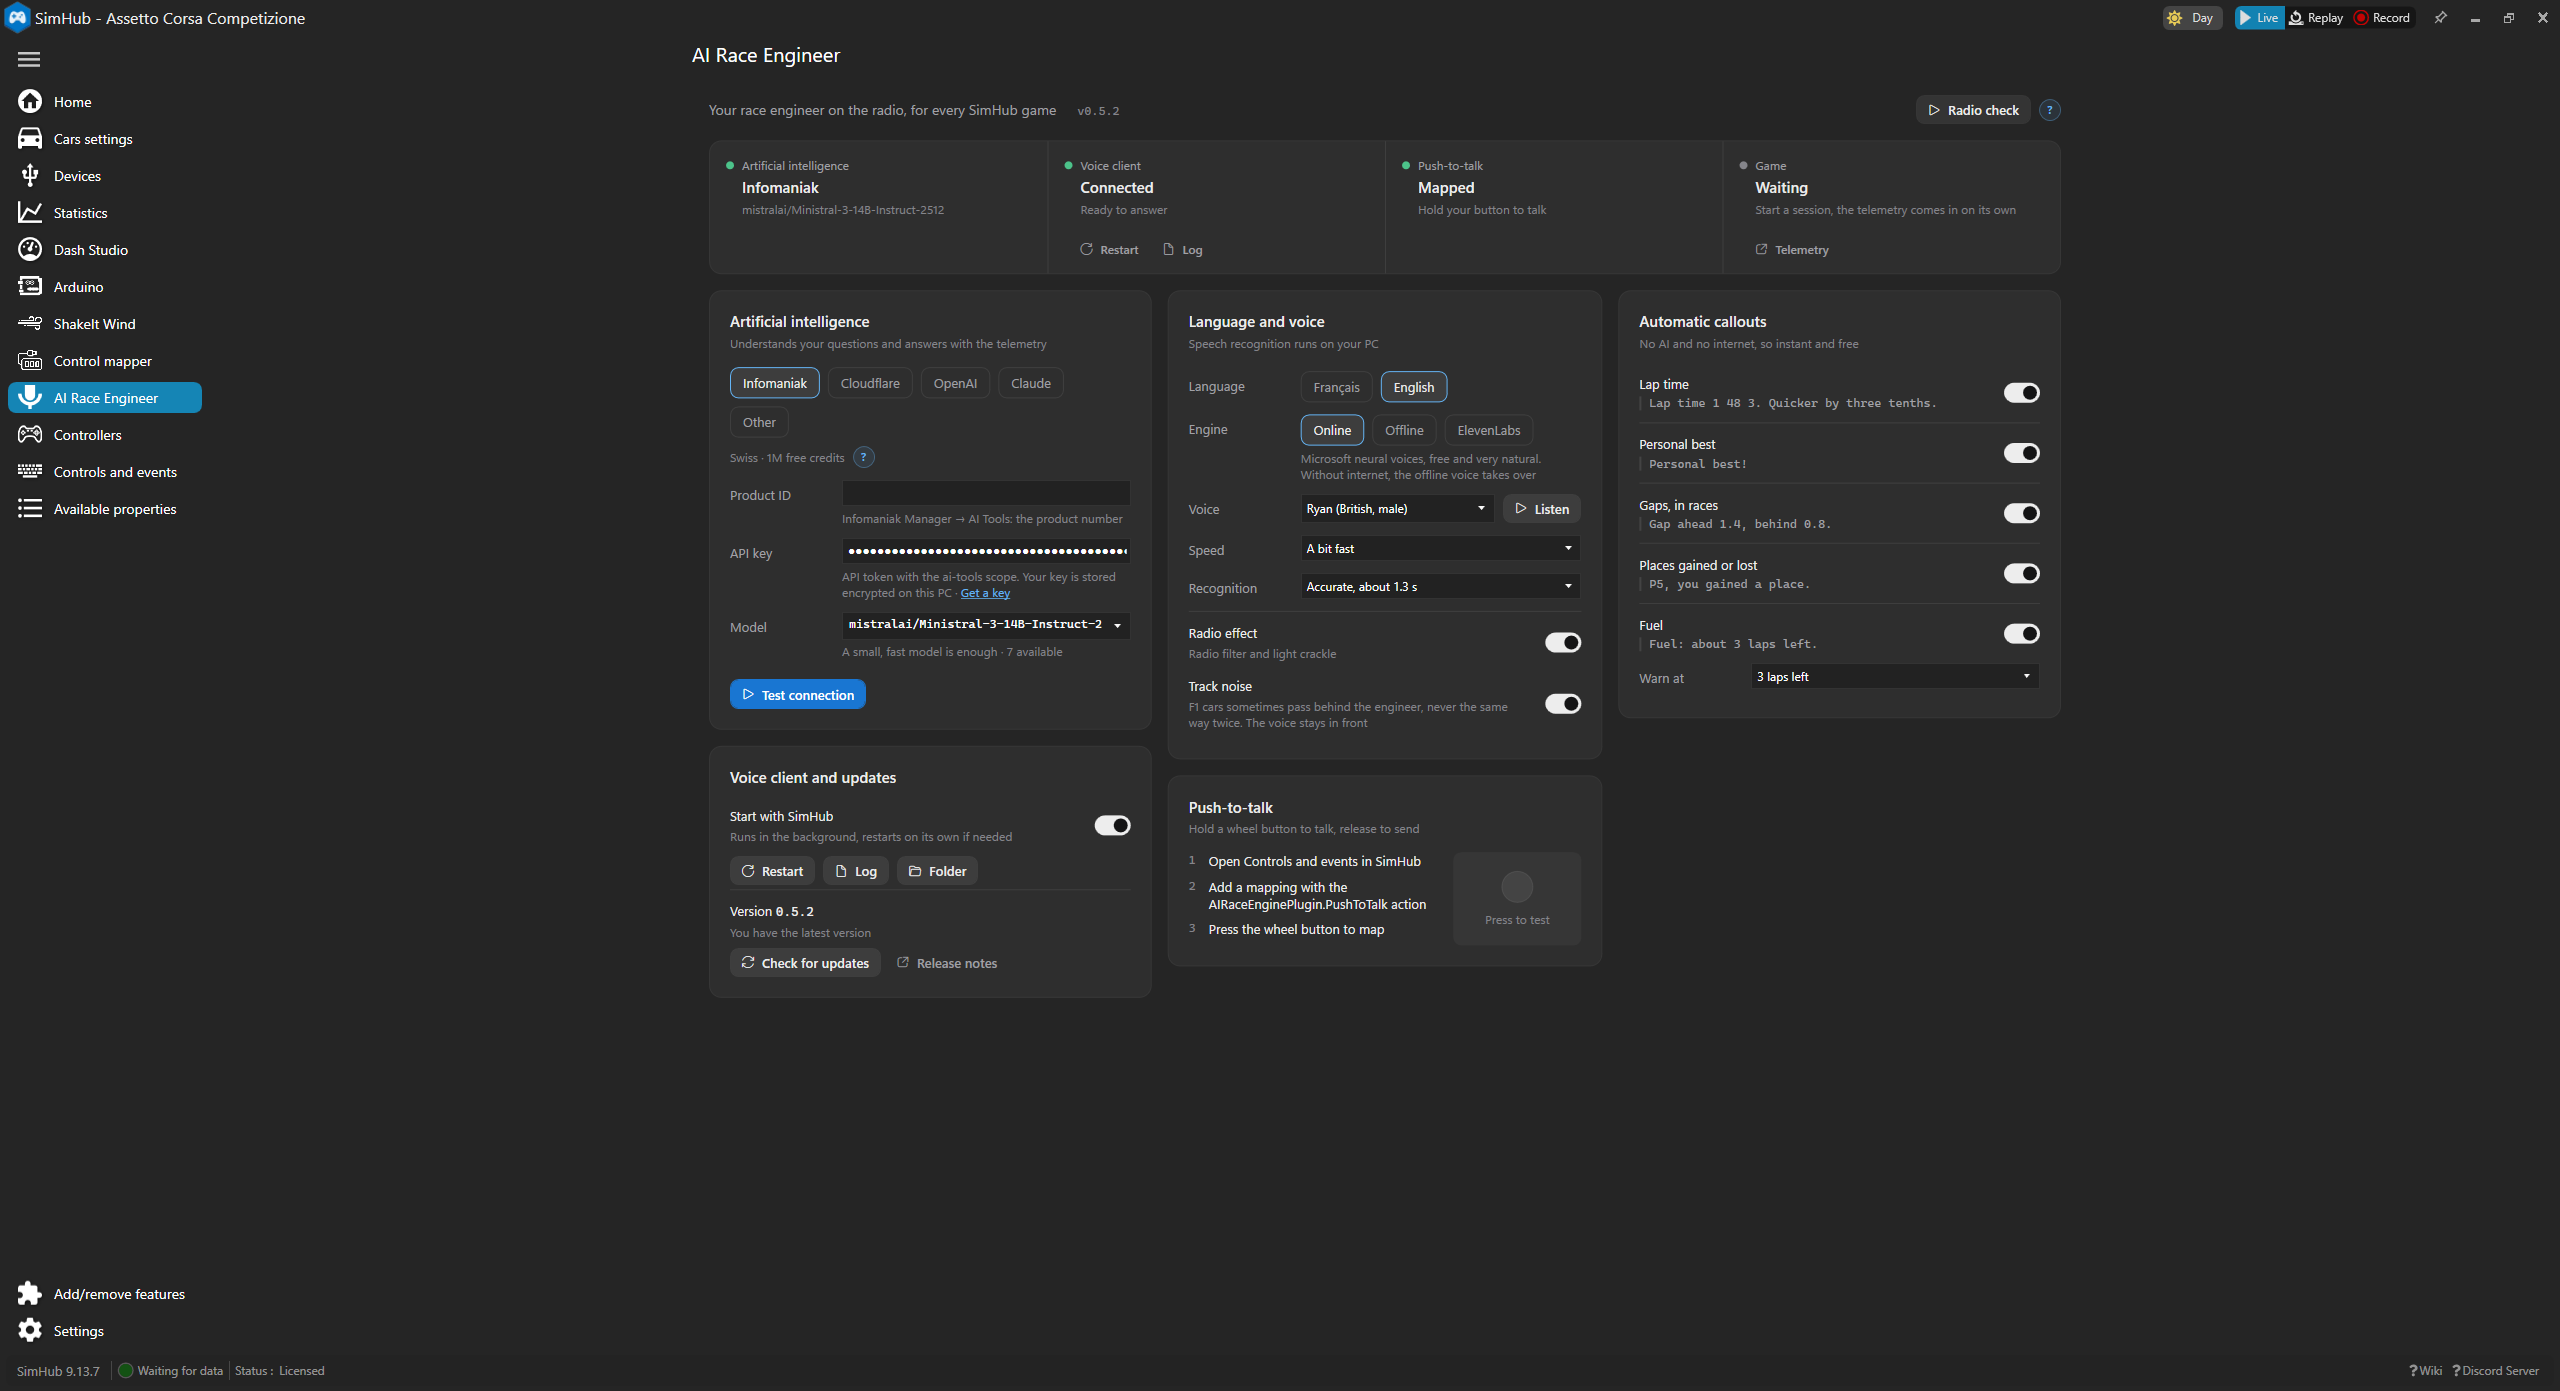 SimHub - Assetto Corsa Competizione
Day
Live
Replay
Record
Home
Cars settings
Devices
Statistics
Dash Studio
Arduino
ShakeIt Wind
Control mapper
AI Race Engineer
Controllers
Controls and events
Available properties
Add/remove features
Settings
AI Race Engineer
Your race engineer on the radio, for every SimHub game v0.5.2
Radio check
?
Artificial intelligence
Infomaniak
mistralai/Ministral-3-14B-Instruct-2512
Voice client
Connected
Ready to answer
Restart
Log
Push-to-talk
Mapped
Hold your button to talk
Game
Waiting
Start a session, the telemetry comes in on its own
Telemetry
Artificial intelligence
Understands your questions and answers with the telemetry
Infomaniak
Cloudflare
OpenAI
Claude
Other
Swiss · 1M free credits
?
Product ID
Infomaniak Manager → AI Tools: the product number
API key
API token with the ai-tools scope. Your key is stored
encrypted on this PC · Get a key
Model
mistralai/Ministral-3-14B-Instruct-2
A small, fast model is enough · 7 available
Test connection
Voice client and updates
Start with SimHub
Runs in the background, restarts on its own if needed
Restart
Log
Folder
Version 0.5.2
You have the latest version
Check for updates
Release notes
Language and voice
Speech recognition runs on your PC
Language
Français
English
Engine
Online
Offline
ElevenLabs
Microsoft neural voices, free and very natural.
Without internet, the offline voice takes over
Voice
Ryan (British, male)
Listen
Speed
A bit fast
Recognition
Accurate, about 1.3 s
Radio effect
Radio filter and light crackle
Track noise
F1 cars sometimes pass behind the engineer, never the same
way twice. The voice stays in front
Push-to-talk
Hold a wheel button to talk, release to send
1 Open Controls and events in SimHub
2 Add a mapping with the
AIRaceEnginePlugin.PushToTalk action
3 Press the wheel button to map
Press to test
Automatic callouts
No AI and no internet, so instant and free
Lap time
Lap time 1 48 3. Quicker by three tenths.
Personal best
Personal best!
Gaps, in races
Gap ahead 1.4, behind 0.8.
Places gained or lost
P5, you gained a place.
Fuel
Fuel: about 3 laps left.
Warn at
3 laps left
SimHub 9.13.7
Waiting for data
Status : Licensed
?Wiki
?Discord Server